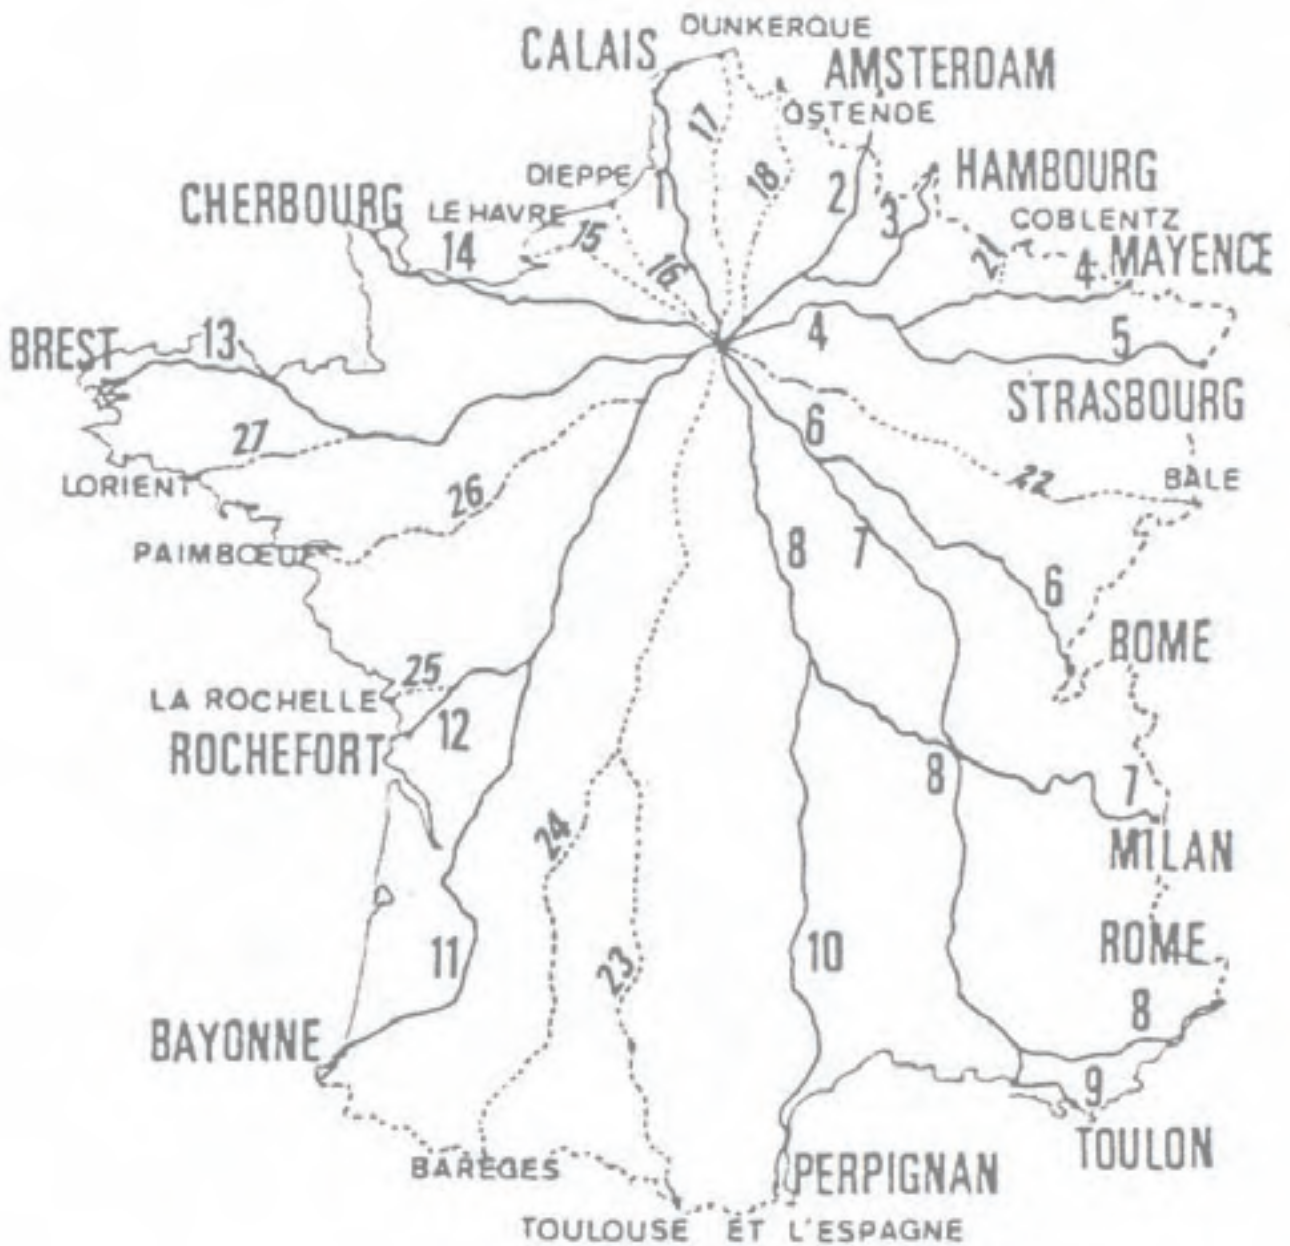 DUNKERQUE
CALAIS
AMSTERDAM
OSTENDE
17
18
HAMBOURG
DIEPPE
1
2
3
CHERBOURG
LE HAVRE
COBLENTZ
14
15
16
21
4
MAYENCE
BREST
13
4
5
STRASBOURG
27
6
LORIENT
26
22
BALE
PAIMBŒUF
8
7
6
ROME
25
LA ROCHELLE
12
ROCHEFORT
8
7
24
MILAN
11
23
10
ROME
8
BAYONNE
9
TOULON
BARÈGES
PERPIGNAN
TOULOUSE ET L'ESPAGNE